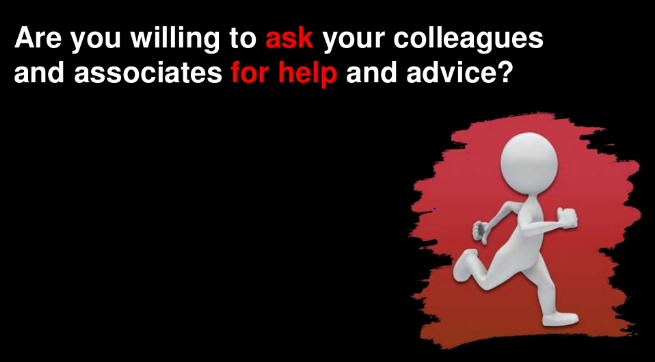 Are you willing to ask your colleagues
and associates for help and advice?